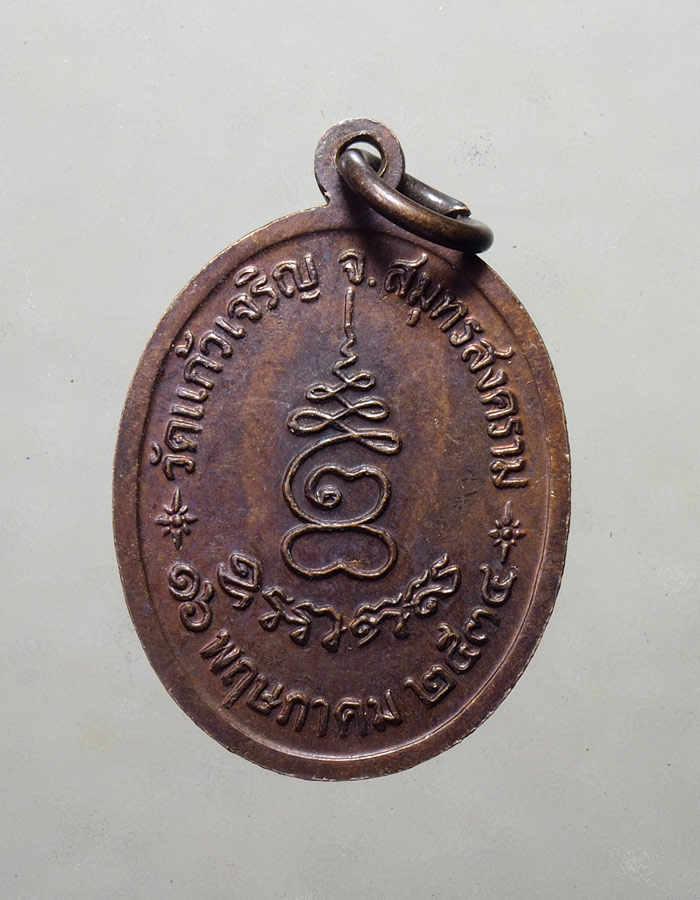 วัดแก้วเจริญ จ.สมุทรสงคราม
๑๖ พฤษภาคม ๒๕๓๔